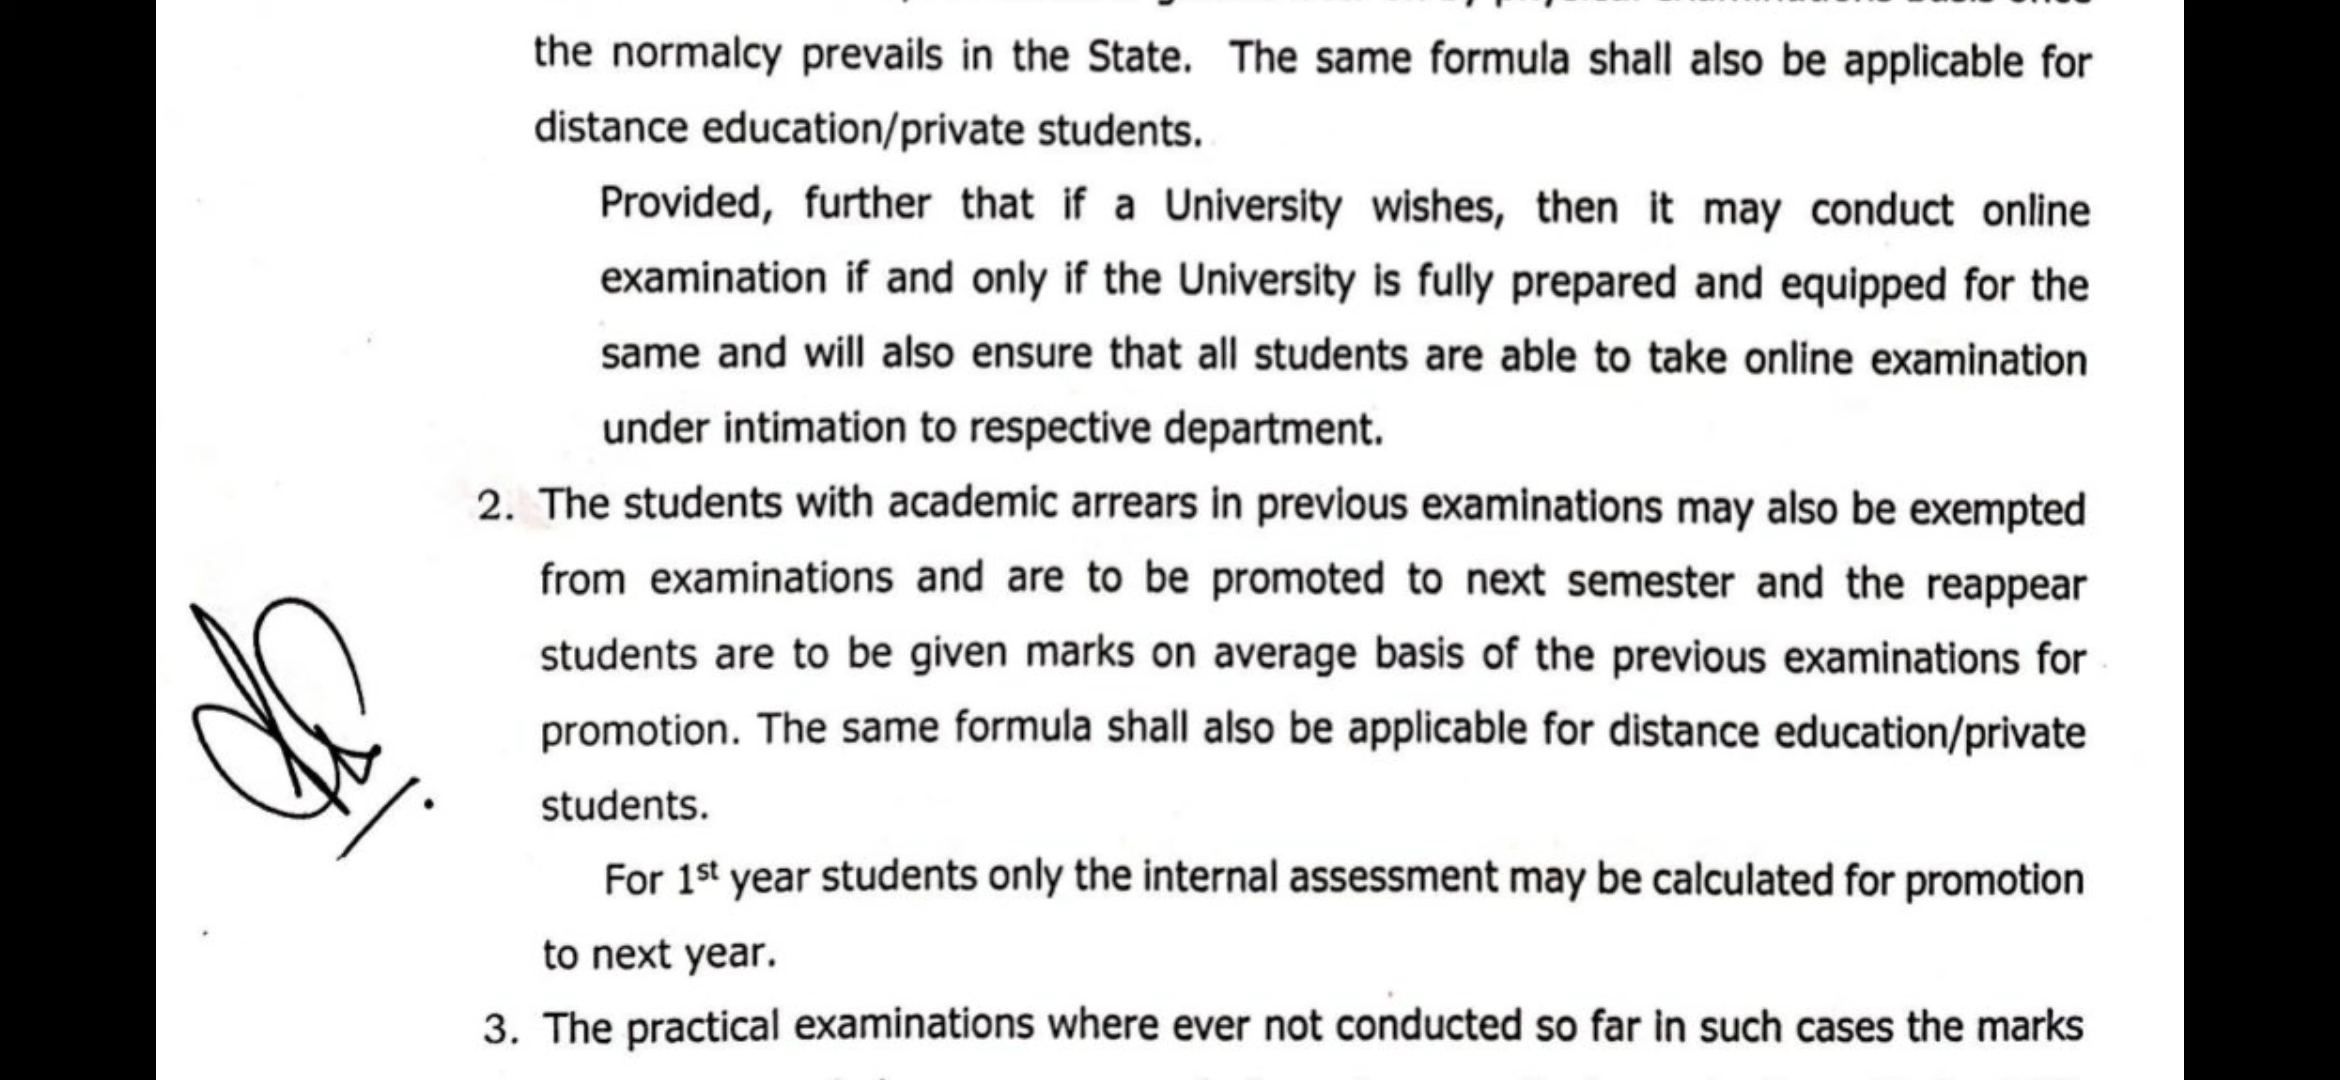 the normalcy prevails in the State. The same formula shall also be applicable for
distance education/private students.
Provided, further that if a University wishes, then it may conduct online
examination if and only if the University is fully prepared and equipped for the
same and will also ensure that all students are able to take online examination
under intimation to respective department.
2. The students with academic arrears in previous examinations may also be exempted
from examinations and are to be promoted to next semester and the reappear
students are to be given marks on average basis of the previous examinations for
promotion. The same formula shall also be applicable for distance education/private
students.
For 1st year students only the internal assessment may be calculated for promotion
to next year.
3. The practical examinations where ever not conducted so far in such cases the marks